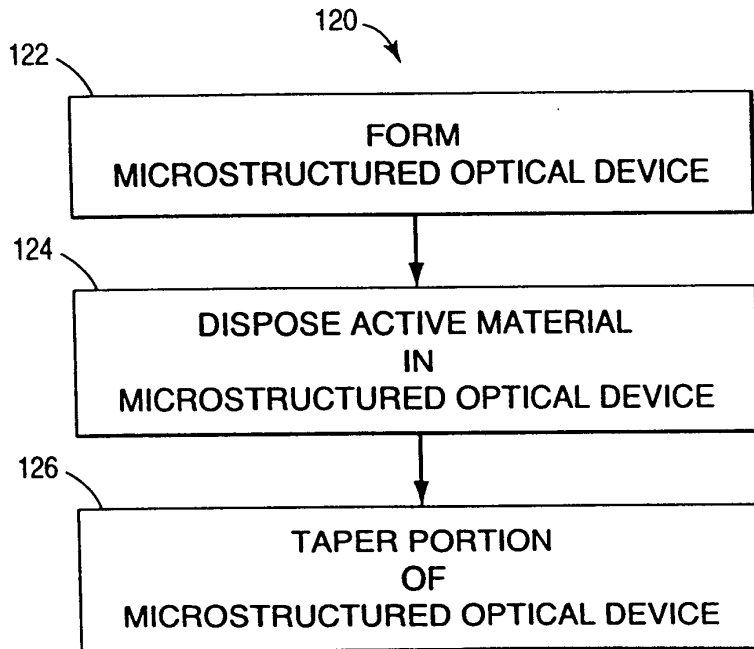 120
122
FORM
MICROSTRUCTURED OPTICAL DEVICE
124
DISPOSE ACTIVE MATERIAL
IN
MICROSTRUCTURED OPTICAL DEVICE
126
TAPER PORTION
OF
MICROSTRUCTURED OPTICAL DEVICE